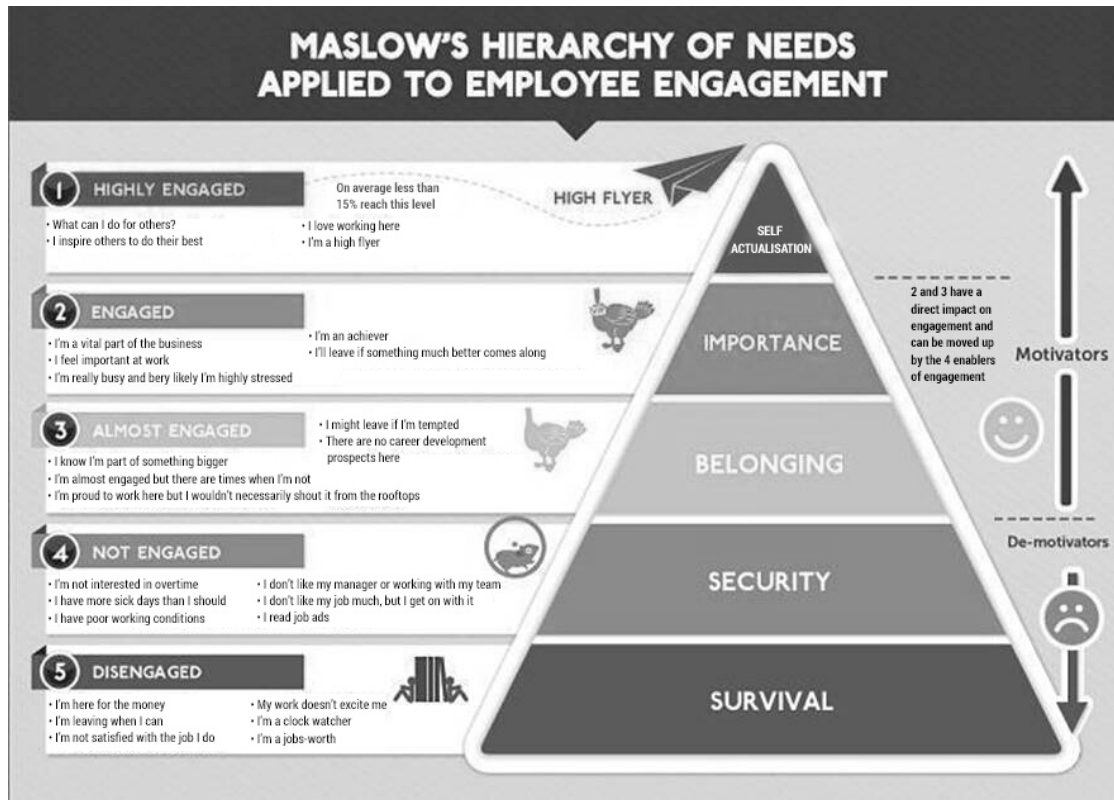 MASLOW'S HIERARCHY OF NEEDS
APPLIED TO EMPLOYEE ENGAGEMENT
1 HIGHLY ENGAGED
On average less than
15% reach this level
HIGH FLYER
• What can I do for others?
• I inspire others to do their best
• I love working here
• I'm a high flyer
SELF
ACTUALISATION
2 ENGAGED
• I'm a vital part of the business
• I feel important at work
• I'm really busy and bery likely I'm highly stressed
• I'm an achiever
• I'll leave if something much better comes along
IMPORTANCE
2 and 3 have a
direct impact on
engagement and
can be moved up
by the 4 enablers
of engagement
Motivators
3 ALMOST ENGAGED
• I know I'm part of something bigger
• I'm almost engaged but there are times when I'm not
• I'm proud to work here but I wouldn't necessarily shout it from the rooftops
• I might leave if I'm tempted
• There are no career development
prospects here
BELONGING
4 NOT ENGAGED
• I'm not interested in overtime
• I have more sick days than I should
• I have poor working conditions
• I don't like my manager or working with my team
• I don't like my job much, but I get on with it
• I read job ads
SECURITY
De-motivators
5 DISENGAGED
• I'm here for the money
• I'm leaving when I can
• I'm not satisfied with the job I do
• My work doesn't excite me
• I'm a clock watcher
• I'm a jobs-worth
SURVIVAL